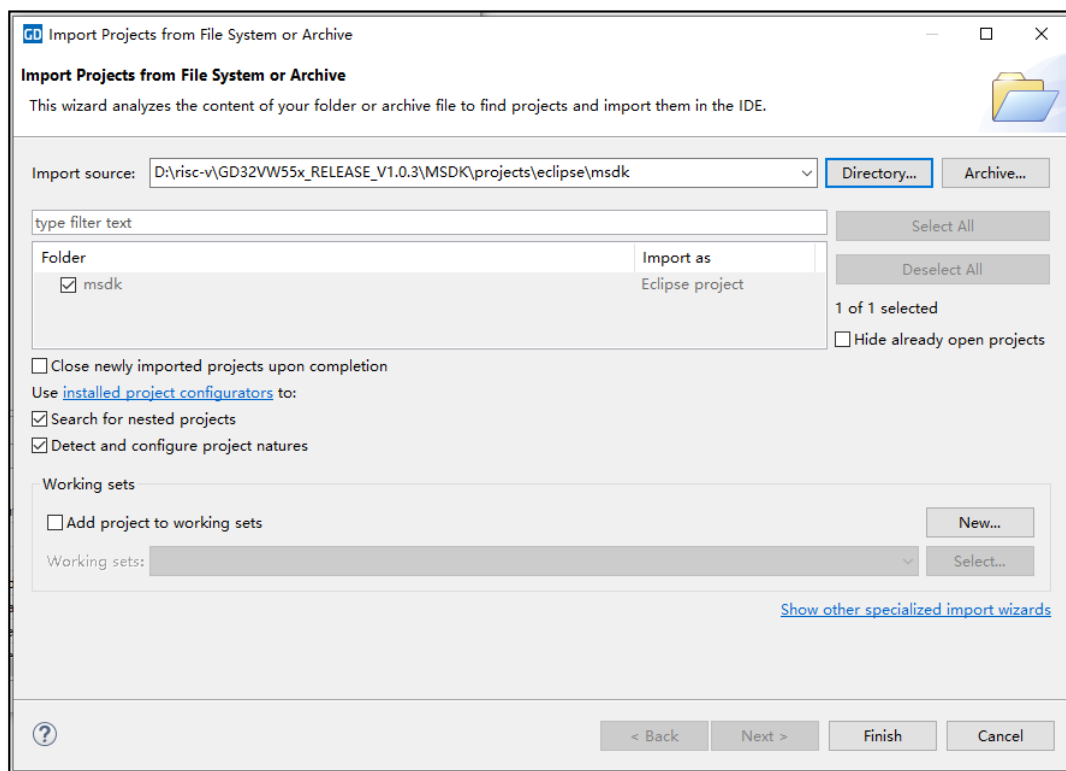 GD Import Projects from File System or Archive
Import Projects from File System or Archive
This wizard analyzes the content of your folder or archive file to find projects and import them in the IDE.
Import source: D:\risc-v\GD32VW55x_RELEASE_V1.0.3\MSDK\projects\eclipse\msdk Directory... Archive...
type filter text Select All
Folder Import as
Deselect All
msdk Eclipse project
1 of 1 selected
Hide already open projects
Close newly imported projects upon completion
Use installed project configurators to:
Search for nested projects
Detect and configure project natures
Working sets
Add project to working sets New...
Working sets: Select...
Show other specialized import wizards
? < Back Next > Finish Cancel